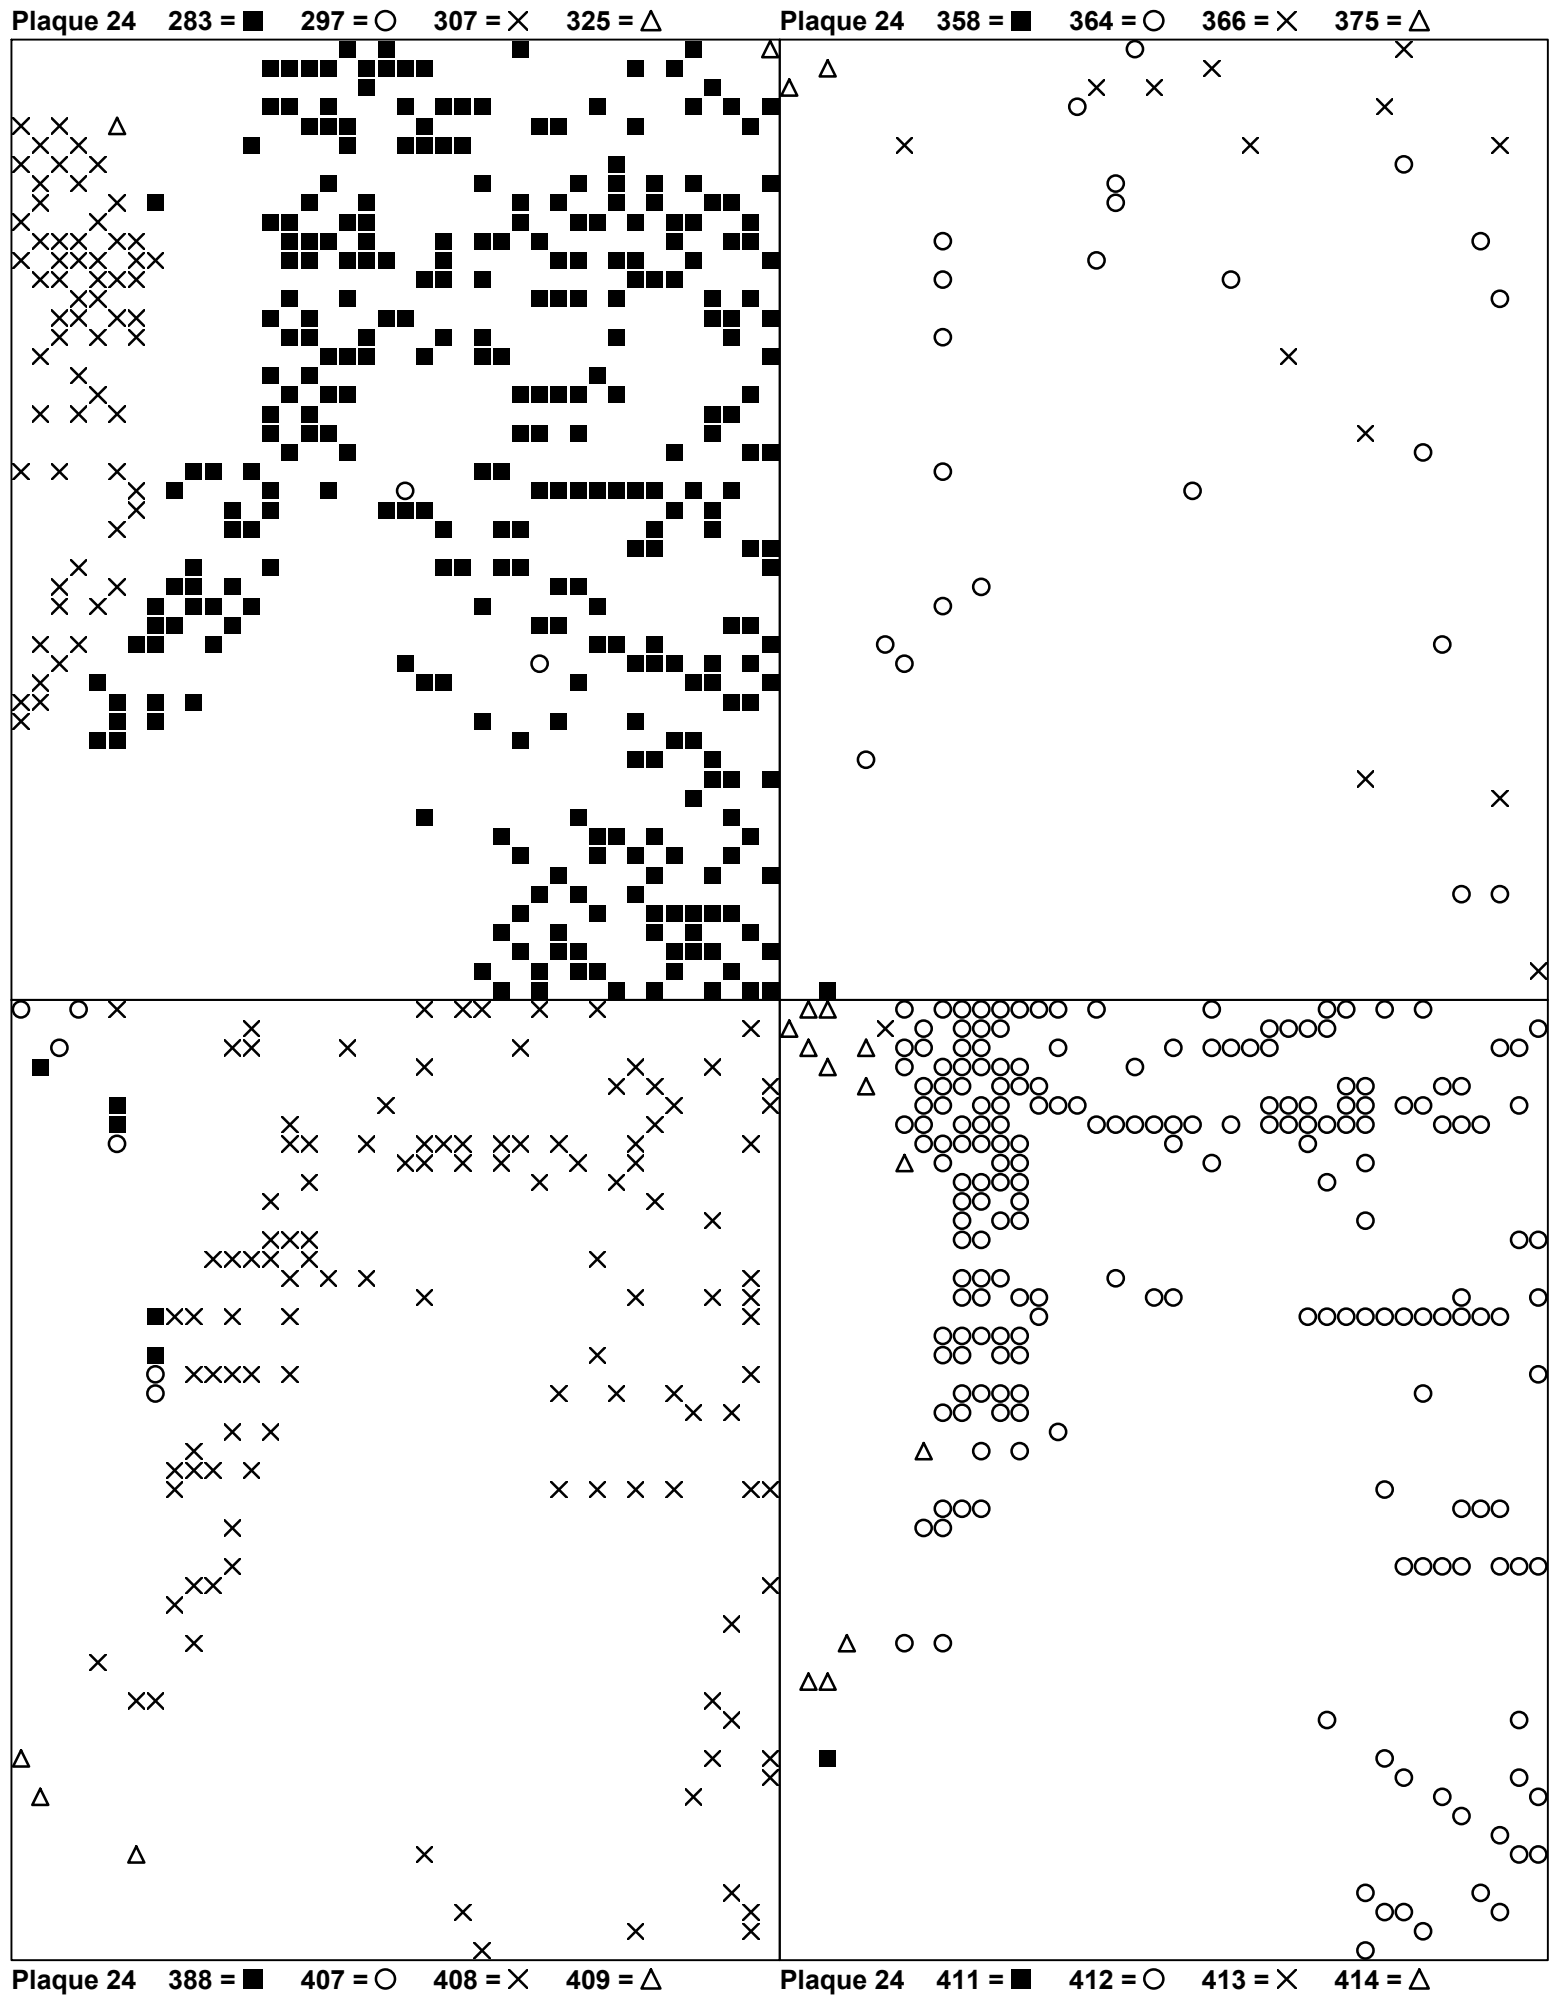 Plaque 24 283 = ■ 297 = ○ 307 = × 325 = △
Plaque 24 358 = ■ 364 = ○ 366 = × 375 = △
Plaque 24 388 = ■ 407 = ○ 408 = × 409 = △
Plaque 24 411 = ■ 412 = ○ 413 = × 414 = △